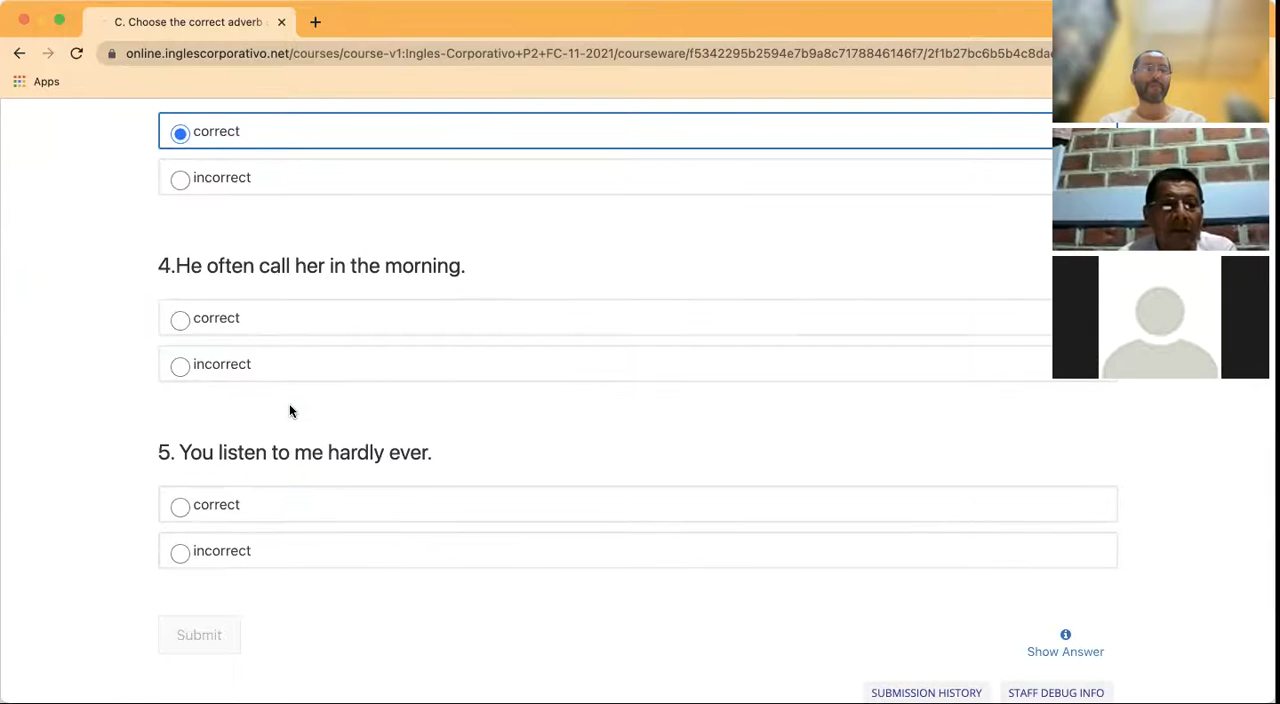 C. Choose the correct adverb
online.inglescorporativo.net/courses/course-v1:Ingles-Corporativo+P2+FC-11-2021/courseware/f5342295b2594e7b9a8c7178846146f7/2f1b27bc6b5b4c8dae
Apps
correct
incorrect
4.He often call her in the morning.
correct
incorrect
5. You listen to me hardly ever.
correct
incorrect
Submit
Show Answer
SUBMISSION HISTORY
STAFF DEBUG INFO